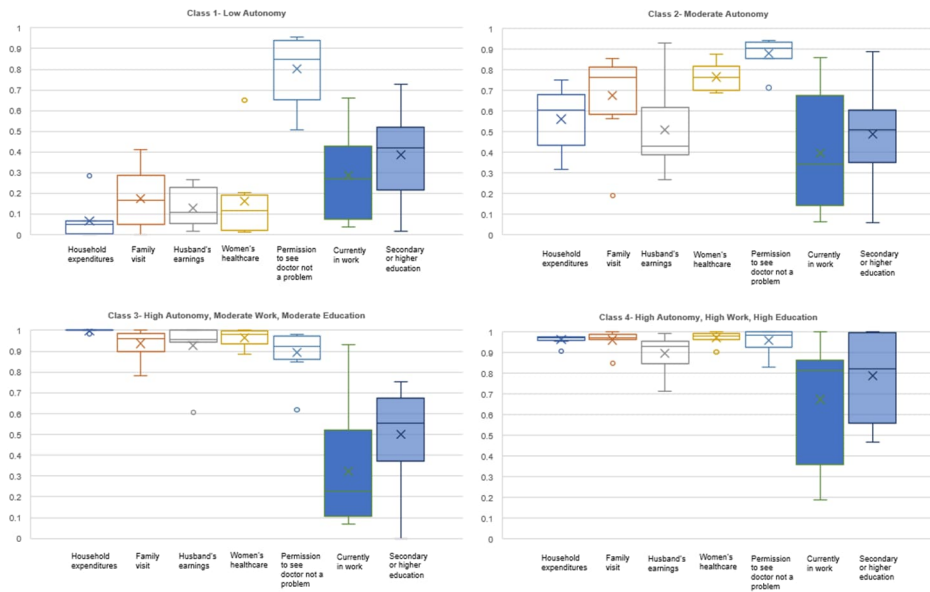 Class 1- Low Autonomy
1
0.9
0.8
0.7
0.6
0.5
0.4
0.3
0.2
0.1
0
Household
expenditures
Family
visit
Husband's
earnings
Women's
healthcare
Permission
to see
doctor not
a problem
Currently
in work
Secondary
or higher
education
Class 2- Moderate Autonomy
1
0.9
0.8
0.7
0.6
0.5
0.4
0.3
0.2
0.1
0
Household
expenditures
Family
visit
Husband's
earnings
Women's
healthcare
Permission
to see
doctor not a
problem
Currently
in work
Secondary
or higher
education
Class 3- High Autonomy, Moderate Work, Moderate Education
1
0.9
0.8
0.7
0.6
0.5
0.4
0.3
0.2
0.1
0
Household
expenditures
Family
visit
Husband's
earnings
Women's
healthcare
Permission
to see
doctor not a
problem
Currently
in work
Secondary
or higher
education
Class 4- High Autonomy, High Work, High Education
1
0.9
0.8
0.7
0.6
0.5
0.4
0.3
0.2
0.1
0
Household
expenditures
Family
visit
Husband's
earnings
Women's
healthcare
Permission
to see
doctor not a
problem
Currently
in work
Secondary
or higher
education